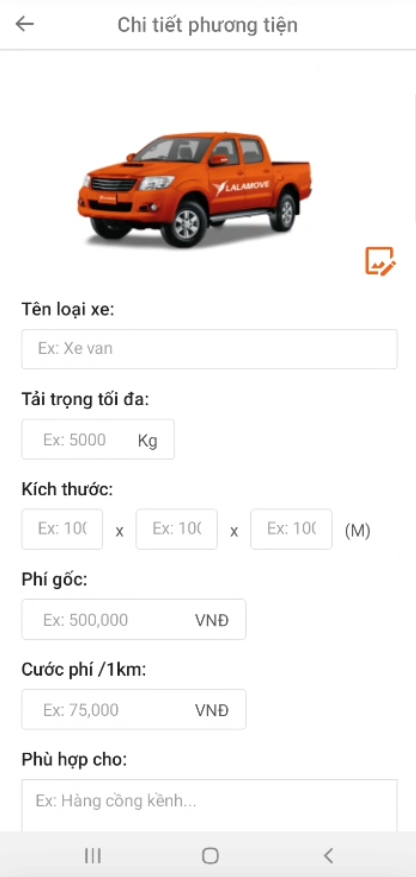 Chi tiết phương tiện
LALAMOVE
Tên loại xe:
Ex: Xe van
Tải trọng tối đa:
Ex: 5000 Kg
Kích thước:
Ex: 10( x Ex: 10( x Ex: 10( (M)
Phí gốc:
Ex: 500,000 VNĐ
Cước phí /1km:
Ex: 75,000 VNĐ
Phù hợp cho:
Ex: Hàng cồng kềnh...